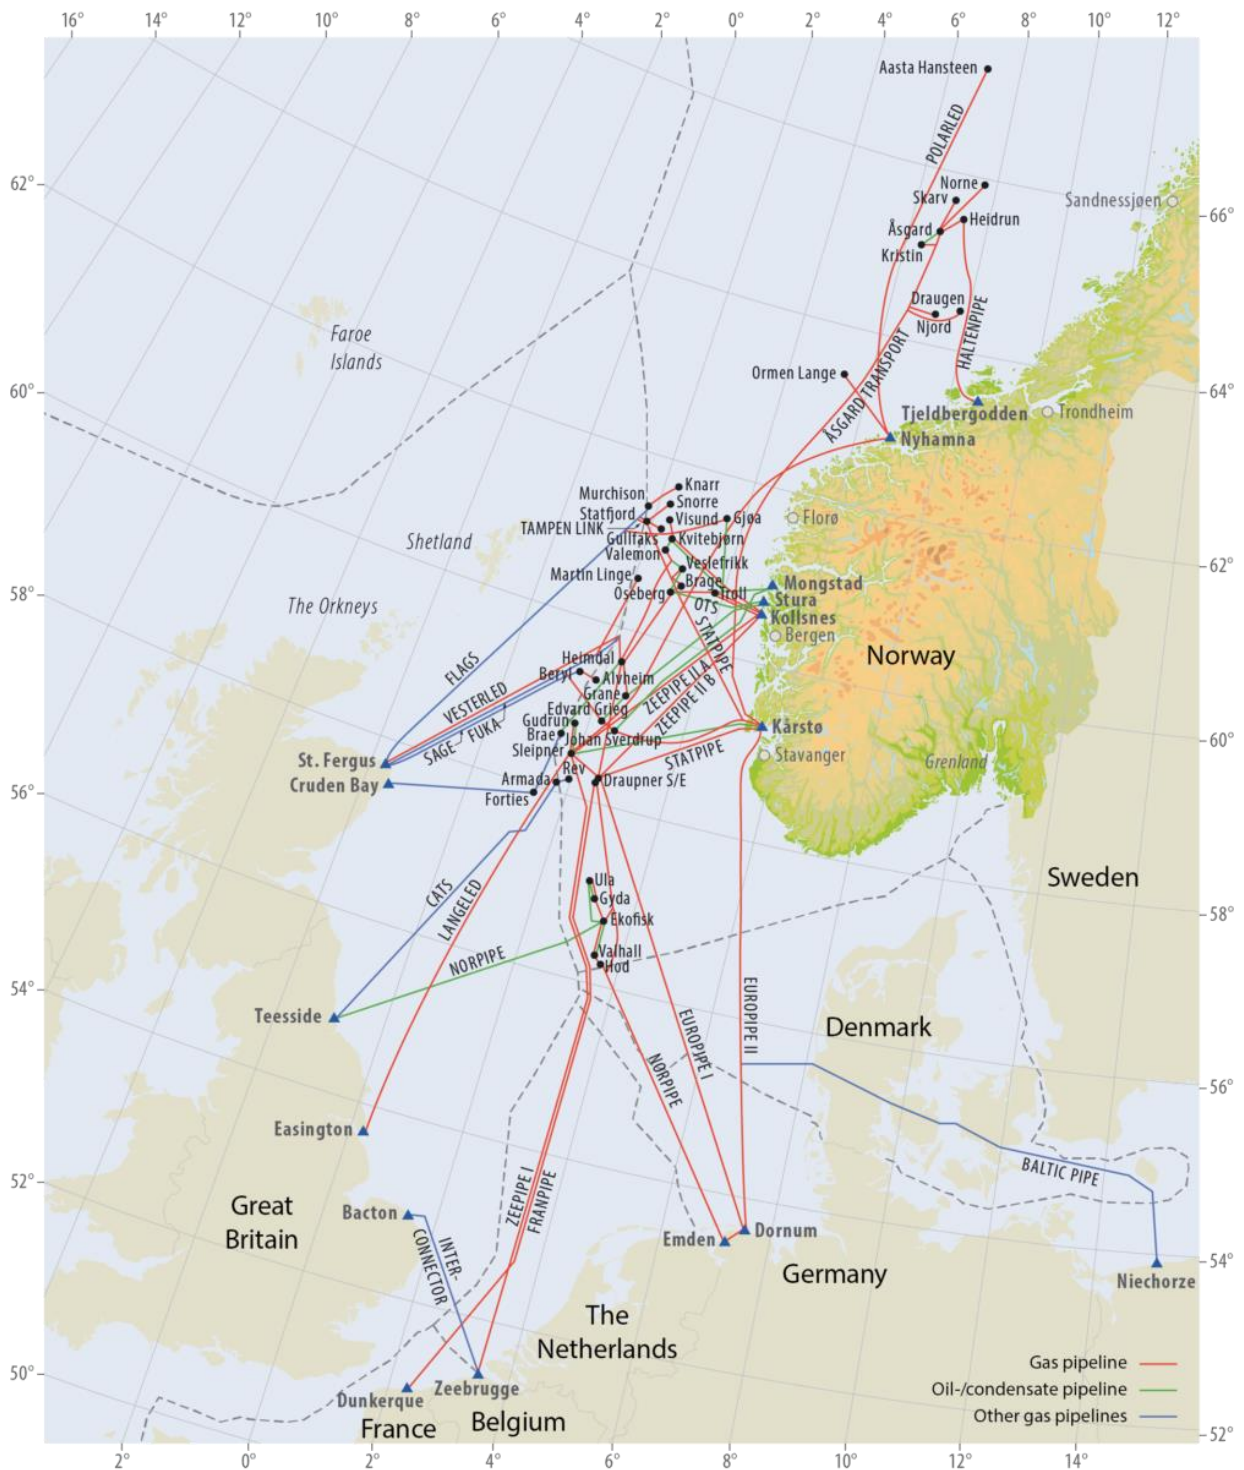 16° 14° 12° 10° 8° 6° 4° 2° 0° 2° 4° 6° 8° 10° 12°
Aasta Hansteen
POLARLED
62°
Norne
Skarv
Sandnessjøen
Heidrun
66°
Åsgard
Kristin
Draugen
Njord
HALTENPIPE
Faroe
Islands
ÅSGARD TRANSPORT
Ormen Lange
60°
64°
Tjeldbergodden
Trondheim
Nyhamna
Knarr
Murchison
Snorre
Statfjord
Visund
Gjøa
Florø
TAMPEN LINK
Gullfaks
Kvitebjørn
Shetland
Valemon
Veslefrikk
62°
Martin Linge
Brage
Mongstad
58°
Oseberg
Troll
Stura
The Orkneys
OTS
Kollsnes
STATPIPE
Bergen
Heimdal
Norway
FLAGS
Beryl
Alvheim
VESTERLED
Grane
ZEEPIPE II A
ZEEPIPE II B
Edvard Grieg
Gudrun
SAGE
FUKA
Brae
Johan Sverdrup
Kårstø
60°
Sleipner
STATPIPE
Stavanger
Grenland
St. Fergus
Rev
Cruden Bay
Armada
Draupner S/E
56°
Forties
Ula
Sweden
CATS
LANGELED
Gyda
58°
Ekofisk
NORPIPE
Valhall
Hod
54°
Teesside
EUROPIPE II
Denmark
EUROPIPE I
NORPIPE
56°
Easington
BALTIC PIPE
52°
ZEEPIPE I
FRANPIPE
Great
Britain
Bacton
INTER-
CONNECTOR
Emden
Dornum
54°
Germany
Niechorze
The
Netherlands
Gas pipeline
50°
Oil-/condensate pipeline
Dunkerque
Zeebrugge
Other gas pipelines
France
Belgium
52°
2° 0° 2° 4° 6° 8° 10° 12° 14°